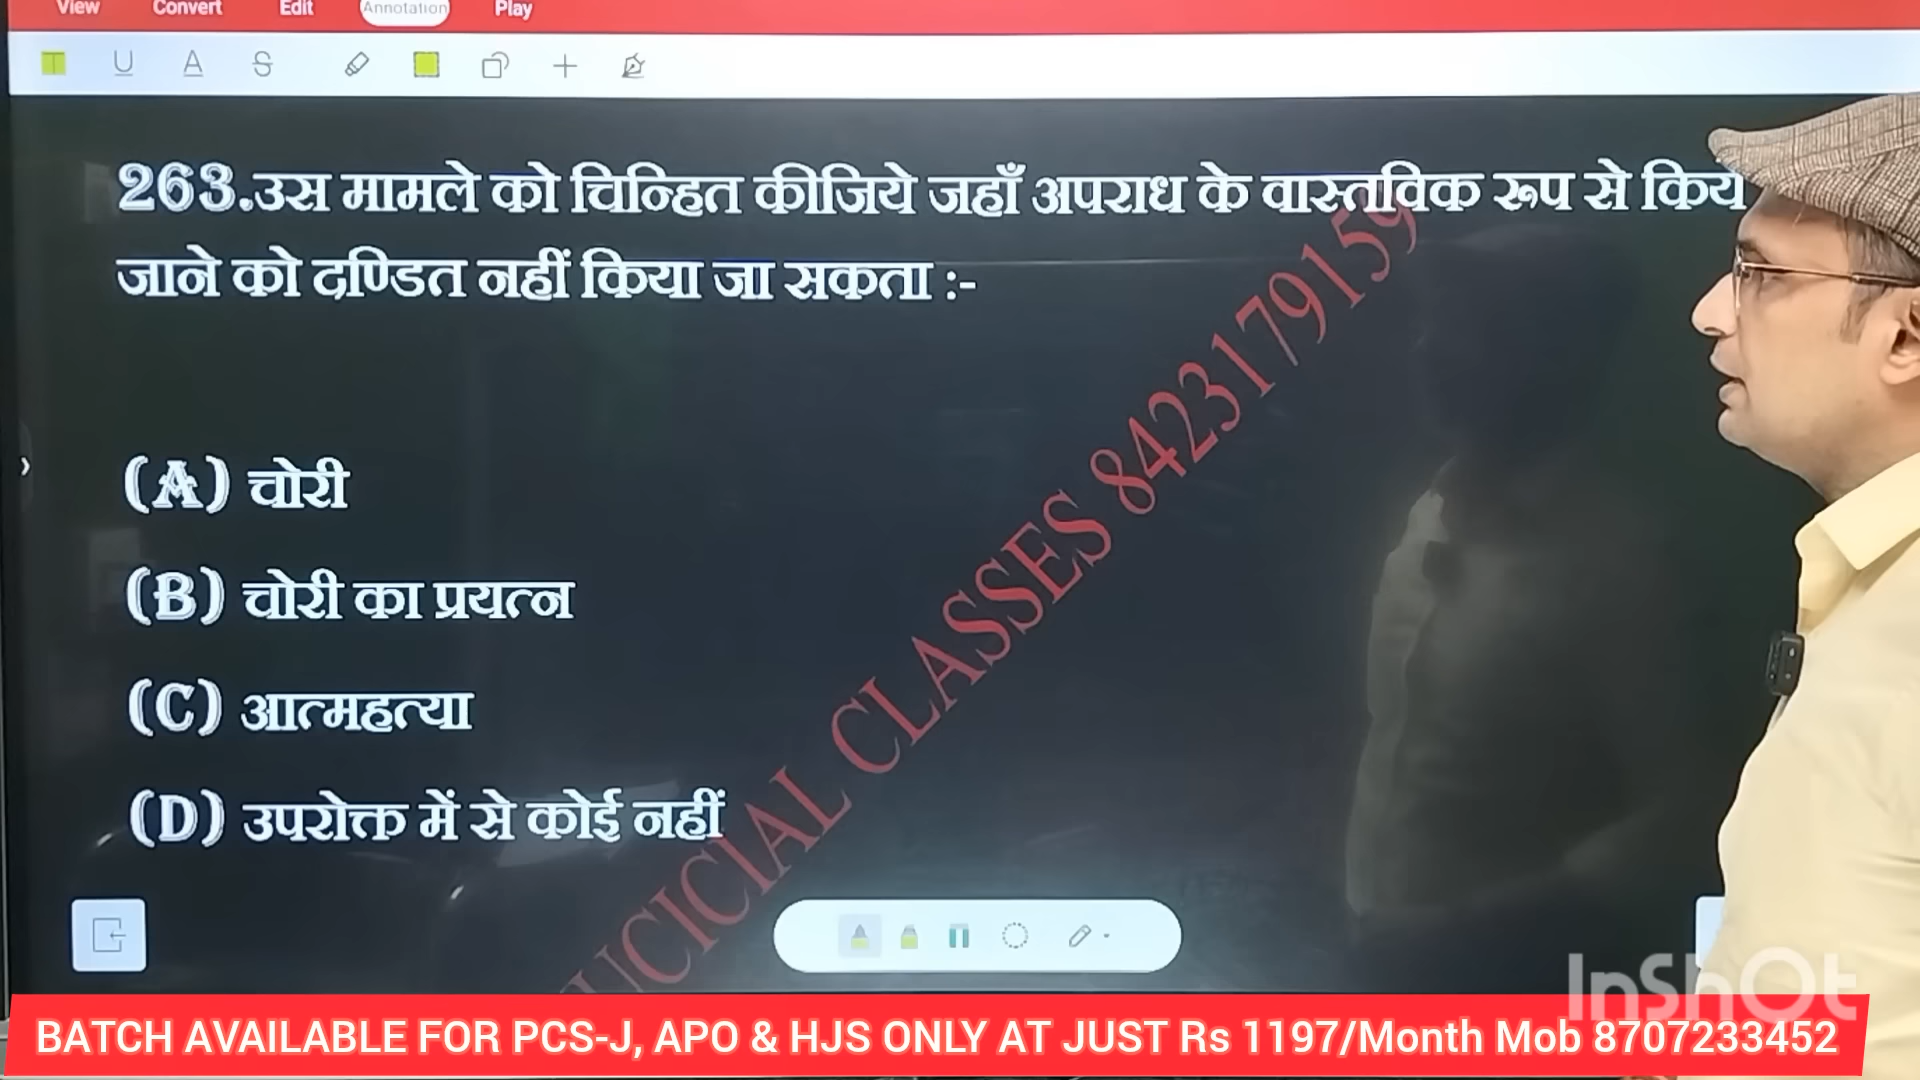 View Convert Edit Annotation Play
T U A S
263.उस मामले को चिन्हित कीजिये जहाँ अपराध के वास्तविक रूप से किये
जाने को दण्डित नहीं किया जा सकता :-
(A) चोरी
(B) चोरी का प्रयत्न
(C) आत्महत्या
(D) उपरोक्त में से कोई नहीं
UCICIAL CLASSES 8423179159
InShOt
BATCH AVAILABLE FOR PCS-J, APO & HJS ONLY AT JUST Rs 1197/Month Mob 8707233452